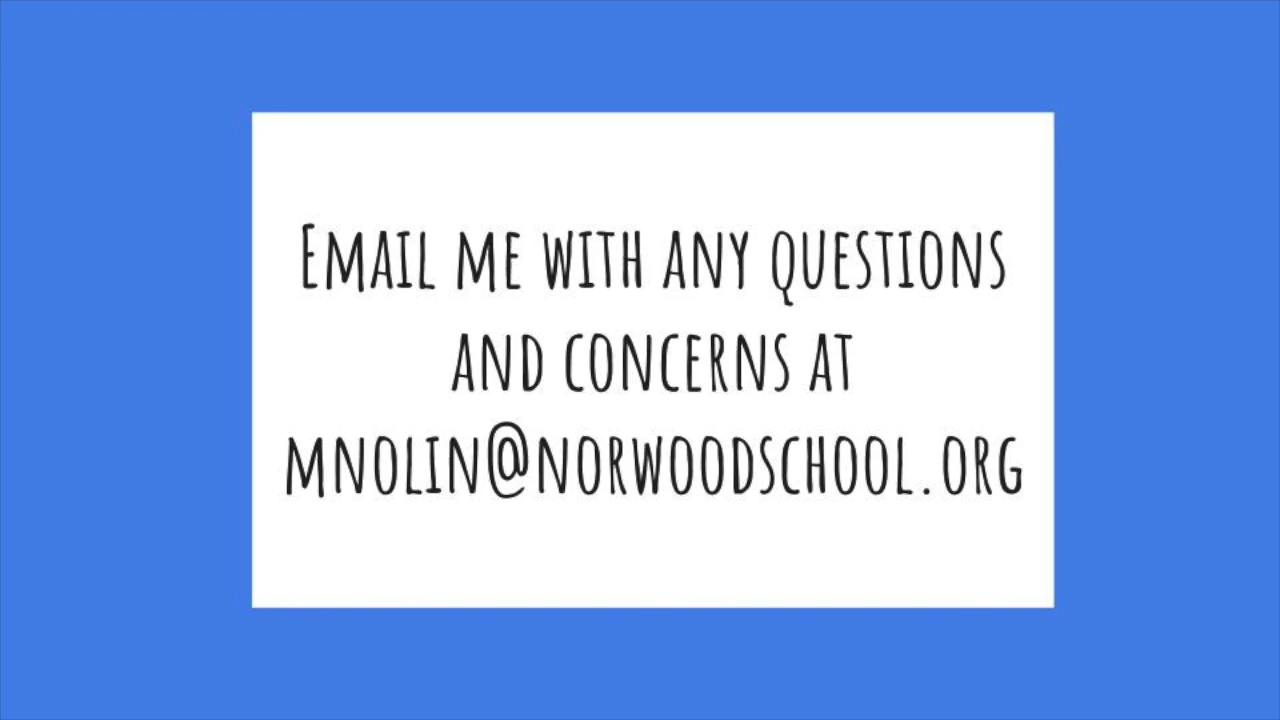 Email me with any questions
and concerns at
mnolin@norwoodschool.org